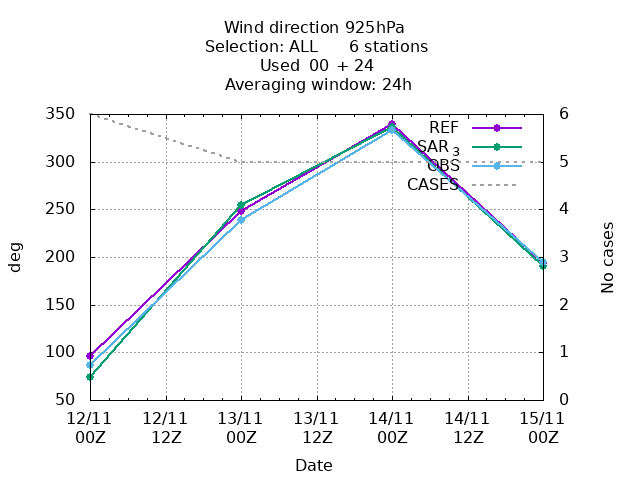 Wind direction 925hPa
Selection: ALL 6 stations
Used 00 + 24
Averaging window: 24h
350
300
250
200
150
100
50
deg
6
5
4
3
2
1
0
No cases
REF
SAR 3
OBS
CASES
12/11 00Z
12/11 12Z
13/11 00Z
13/11 12Z
14/11 00Z
14/11 12Z
15/11 00Z
Date